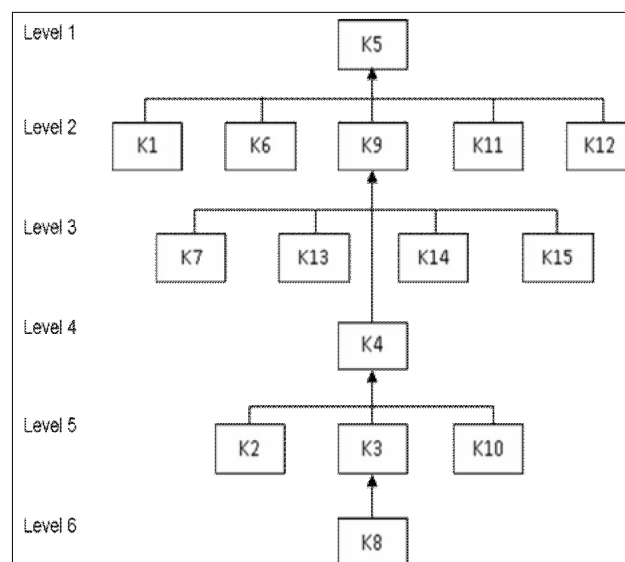 Level 1
K5
Level 2
K1 K6 K9 K11 K12
Level 3
K7 K13 K14 K15
Level 4
K4
Level 5
K2 K3 K10
Level 6
K8